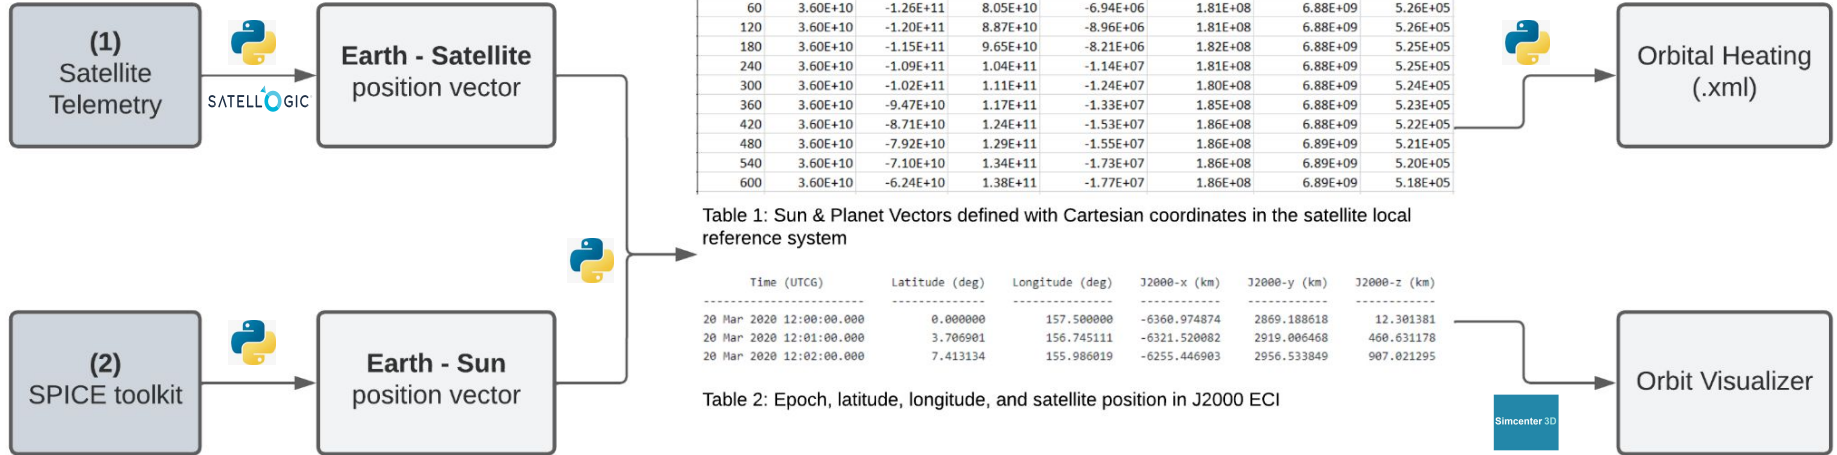 (1)
Satellite
Telemetry
SATELLOGIC
Earth - Satellite
position vector
60 3.60E+10 -1.26E+11 8.05E+10 -6.94E+06 1.81E+08 6.88E+09 5.26E+05
120 3.60E+10 -1.20E+11 8.87E+10 -8.96E+06 1.81E+08 6.88E+09 5.26E+05
180 3.60E+10 -1.15E+11 9.65E+10 -8.21E+06 1.82E+08 6.88E+09 5.25E+05
240 3.60E+10 -1.09E+11 1.04E+11 -1.14E+07 1.81E+08 6.88E+09 5.25E+05
300 3.60E+10 -1.02E+11 1.11E+11 -1.24E+07 1.80E+08 6.88E+09 5.24E+05
360 3.60E+10 -9.47E+10 1.17E+11 -1.33E+07 1.85E+08 6.88E+09 5.23E+05
420 3.60E+10 -8.71E+10 1.24E+11 -1.53E+07 1.86E+08 6.88E+09 5.22E+05
480 3.60E+10 -7.92E+10 1.29E+11 -1.55E+07 1.86E+08 6.89E+09 5.21E+05
540 3.60E+10 -7.10E+10 1.34E+11 -1.73E+07 1.86E+08 6.89E+09 5.20E+05
600 3.60E+10 -6.24E+10 1.38E+11 -1.77E+07 1.86E+08 6.89E+09 5.18E+05
Table 1: Sun & Planet Vectors defined with Cartesian coordinates in the satellite local
reference system
Orbital Heating
(.xml)
(2)
SPICE toolkit
Earth - Sun
position vector
Time (UTCG) Latitude (deg) Longitude (deg) J2000-x (km) J2000-y (km) J2000-z (km)
20 Mar 2020 12:00:00.000 0.000000 157.500000 -6360.974874 2869.188618 12.301381
20 Mar 2020 12:01:00.000 3.706901 156.745111 -6321.520082 2919.006468 460.631178
20 Mar 2020 12:02:00.000 7.413134 155.986019 -6255.446903 2956.533849 907.021295
Table 2: Epoch, latitude, longitude, and satellite position in J2000 ECI
Simcenter 3D
Orbit Visualizer